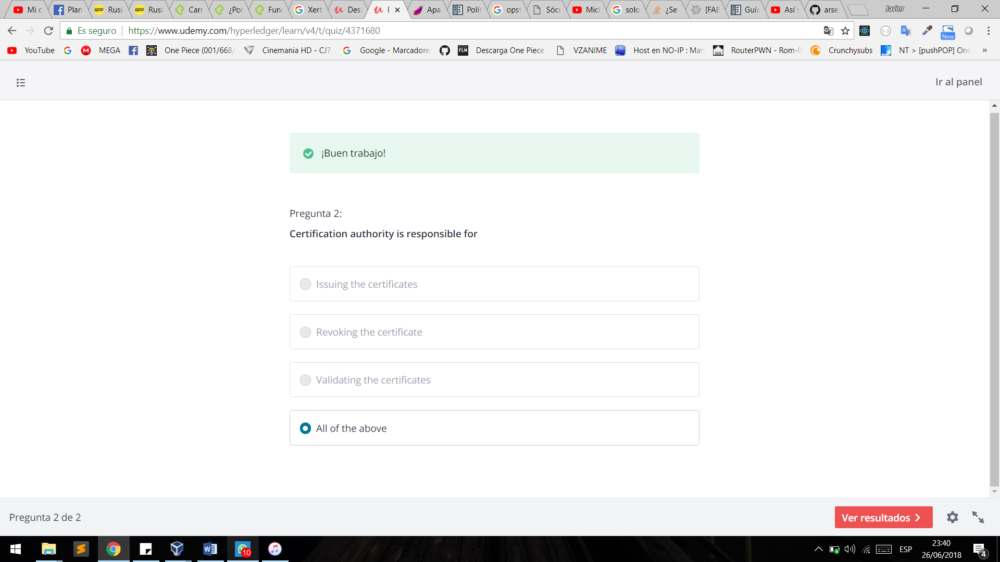 Mi c
Plan
Rusi
Rusi
Carr
¿Por
Func
Xert
Desa
E
Apa
Polít
opst
Sócr
Mich
solo
¿Se
[FAB
Guía
Así s
arse
Javier
Es seguro
https://www.udemy.com/hyperledger/learn/v4/t/quiz/4371680
New
YouTube
MEGA
One Piece (001/668/
Cinemania HD - CJ7
Google - Marcadore
FLN
Descarga One Piece
VZANIME
Host en NO-IP : Man
RouterPWN - Rom-0
Crunchysubs
NT > [pushPOP] One
»
Ir al panel
¡Buen trabajo!
Pregunta 2:
Certification authority is responsible for
Issuing the certificates
Revoking the certificate
Validating the certificates
All of the above
Pregunta 2 de 2
Ver resultados
10
ESP
23:40
26/06/2018
4